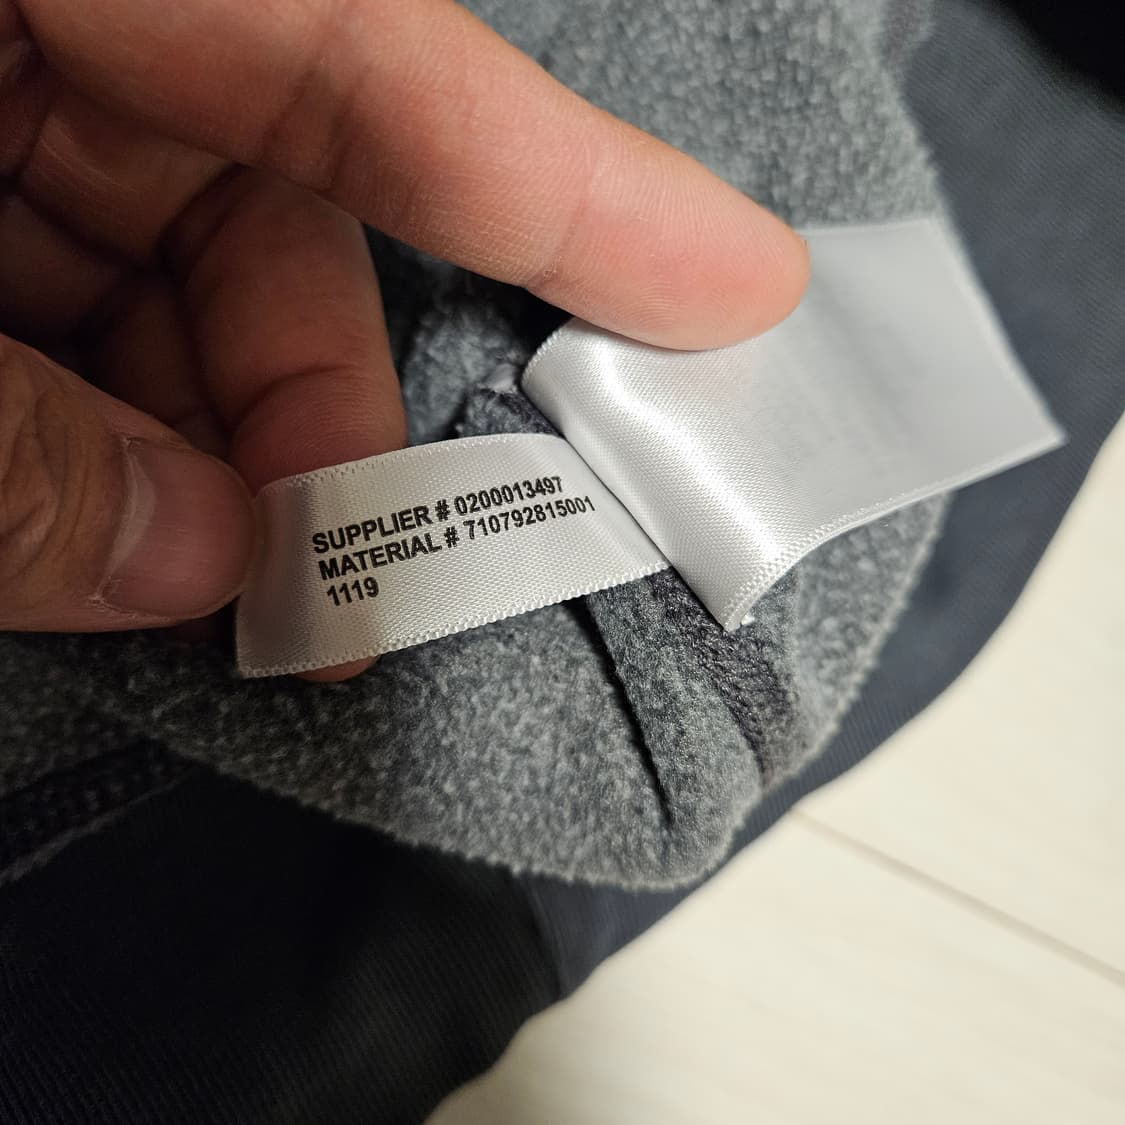 SUPPLIER # 0200013497
MATERIAL # 710792815001
1119